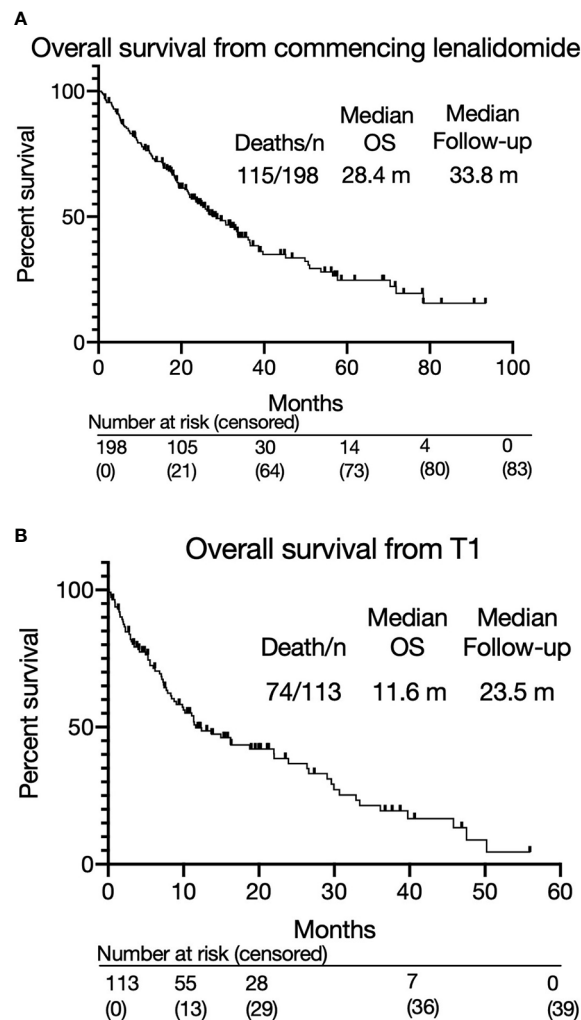 A
Overall survival from commencing lenalidomide
Median Median
Deaths/n OS Follow-up
115/198 28.4 m 33.8 m
Percent survival
100
50
0
0 20 40 60 80 100
Months
Number at risk (censored)
198 105 30 14 4 0
(0) (21) (64) (73) (80) (83)
B
Overall survival from T1
Median Median
Death/n OS Follow-up
74/113 11.6 m 23.5 m
Percent survival
100
50
0
0 10 20 30 40 50 60
Months
Number at risk (censored)
113 55 28 7 0
(0) (13) (29) (36) (39)